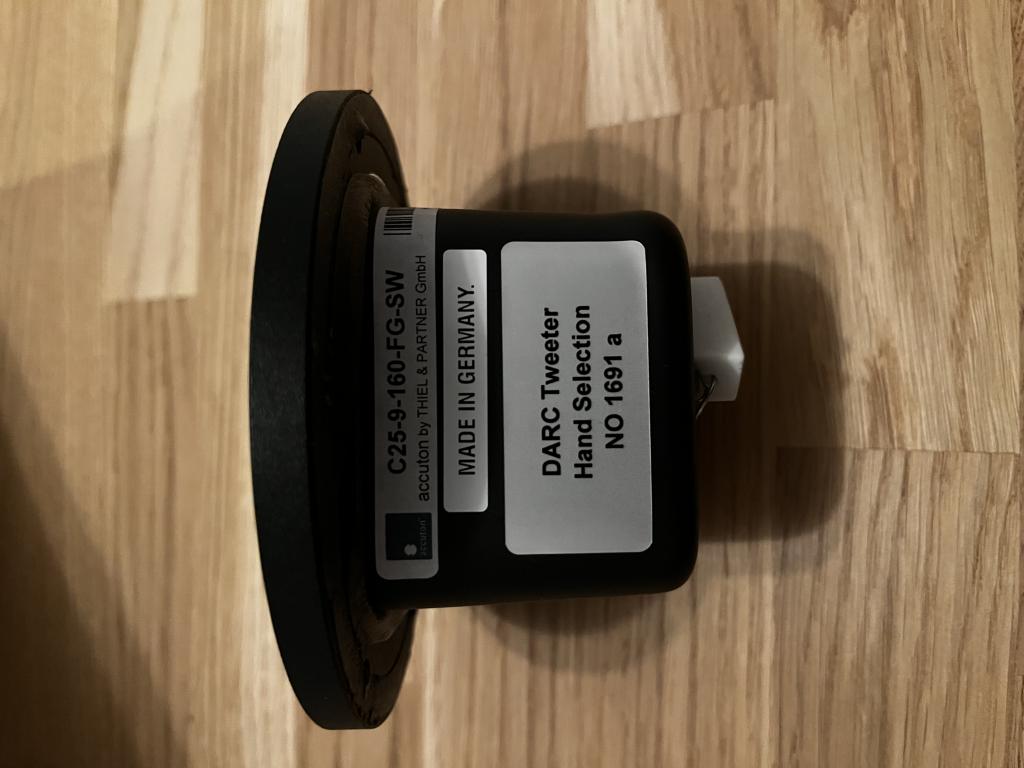 accuton
C25-9-160-FG-SW
accuton by THIEL & PARTNER GmbH
MADE IN GERMANY.
DARC Tweeter
Hand Selection
NO 1691 a